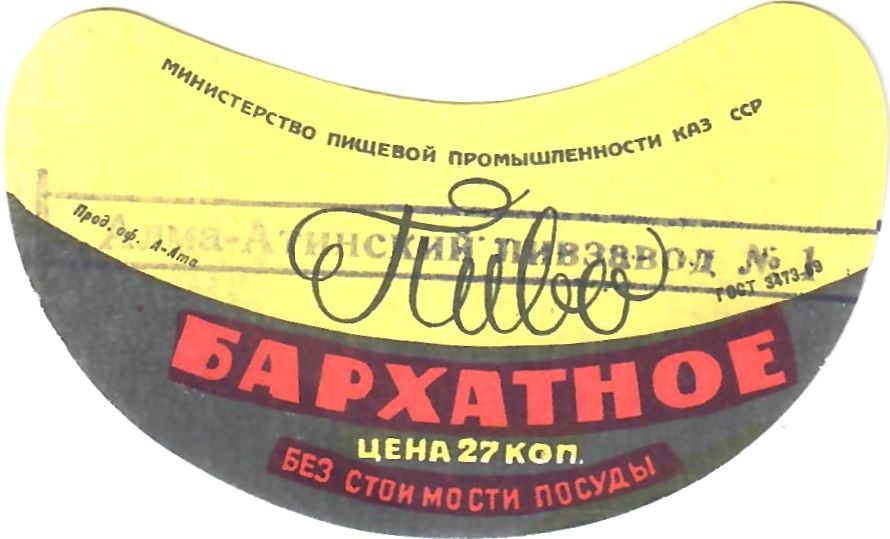 МИНИСТЕРСТВО ПИЩЕВОЙ ПРОМЫШЛЕННОСТИ КАЗ ССР
Пиво
Алма-Атинский пивзавод № 1
Прод. оф. А-Ата
ГОСТ 3473-69
БАРХАТНОЕ
ЦЕНА 27 КОП.
БЕЗ СТОИМОСТИ ПОСУДЫ